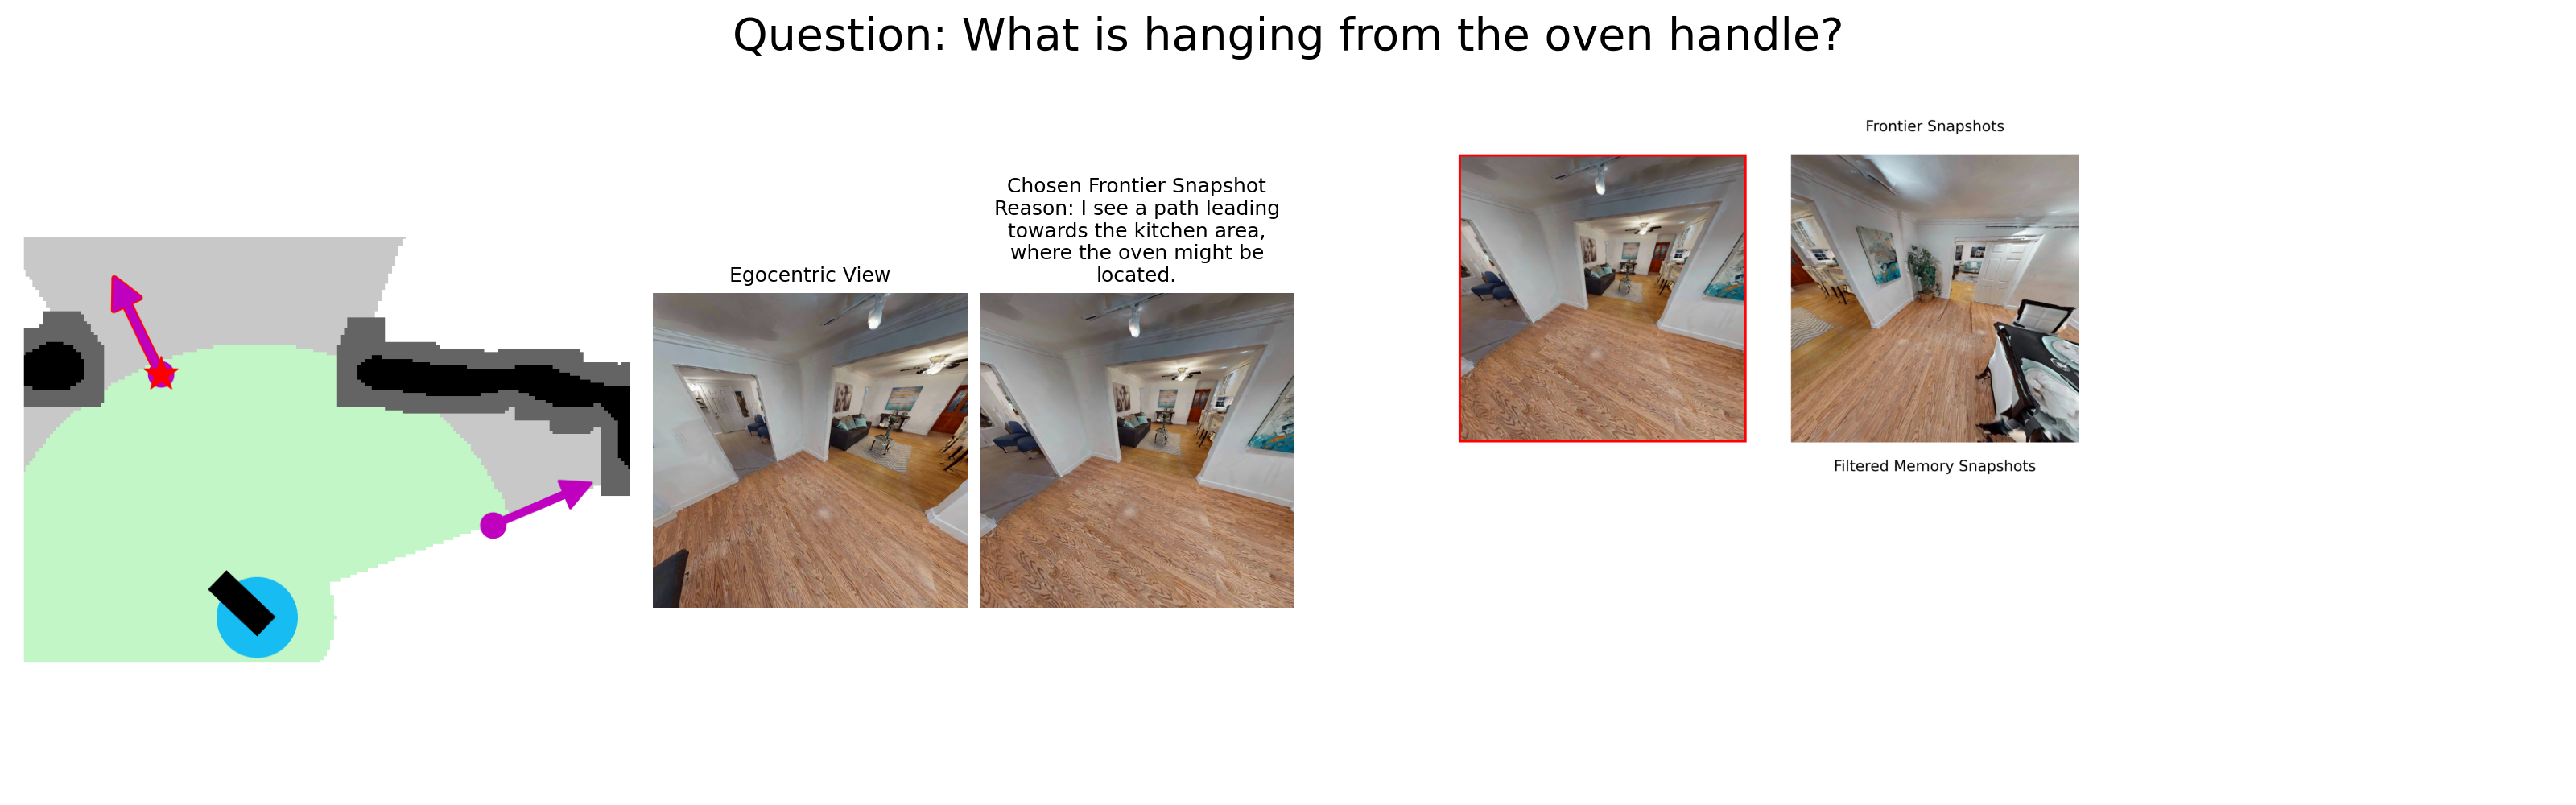 Question: What is hanging from the oven handle?
Frontier Snapshots
Chosen Frontier Snapshot
Reason: I see a path leading
towards the kitchen area,
where the oven might be
located.
Egocentric View
Filtered Memory Snapshots